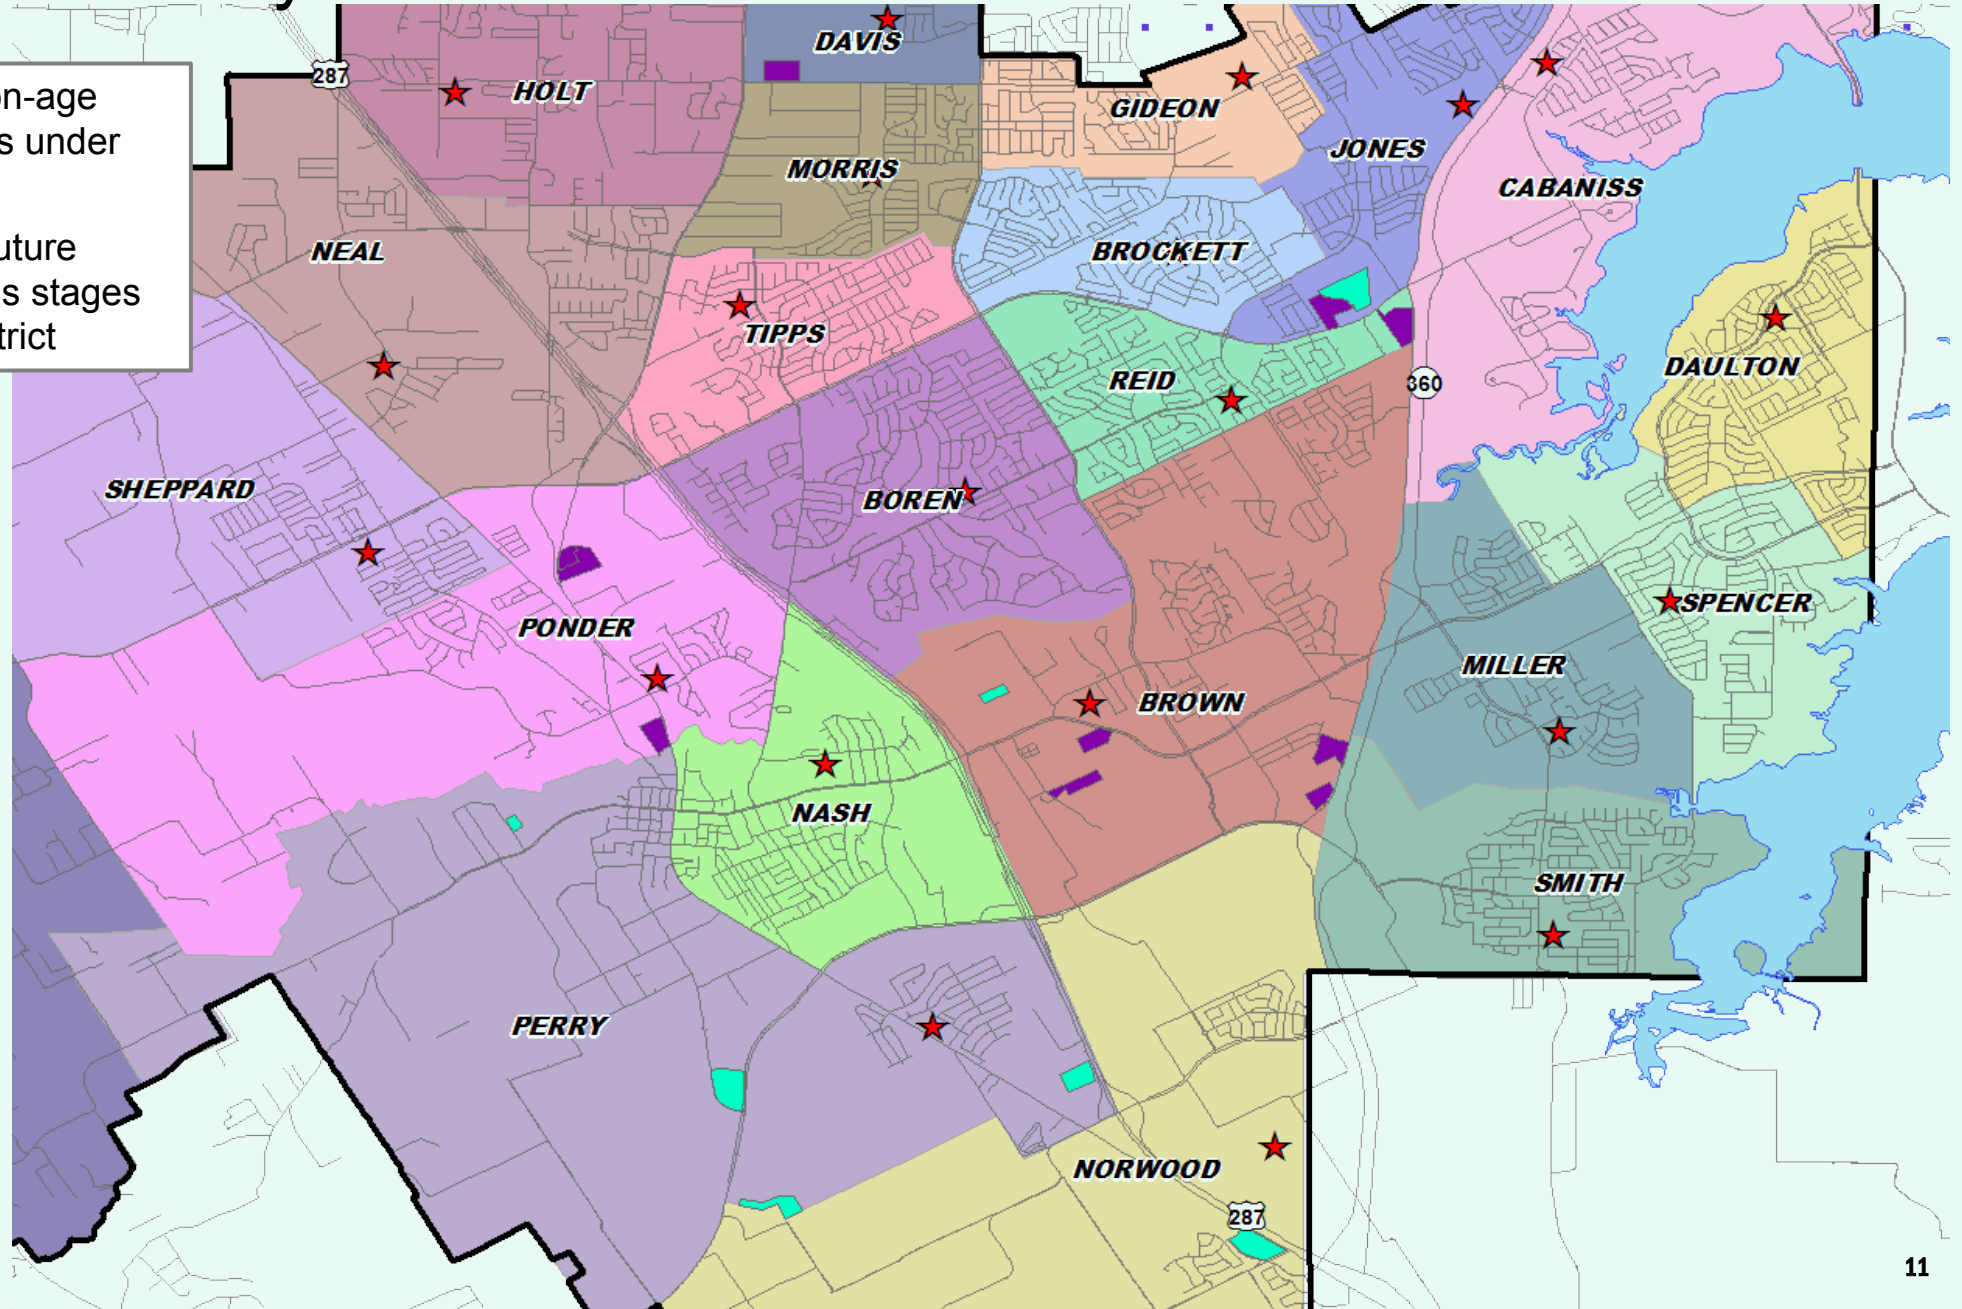 DAVIS
287
HOLT
on-age
s under
GIDEON
JONES
MORRIS
CABANISS
NEAL
BROCKETT
uture
s stages
trict
TIPPS
REID
DAULTON
360
SHEPPARD
BOREN
SPENCER
PONDER
MILLER
BROWN
NASH
SMITH
PERRY
NORWOOD
287
11